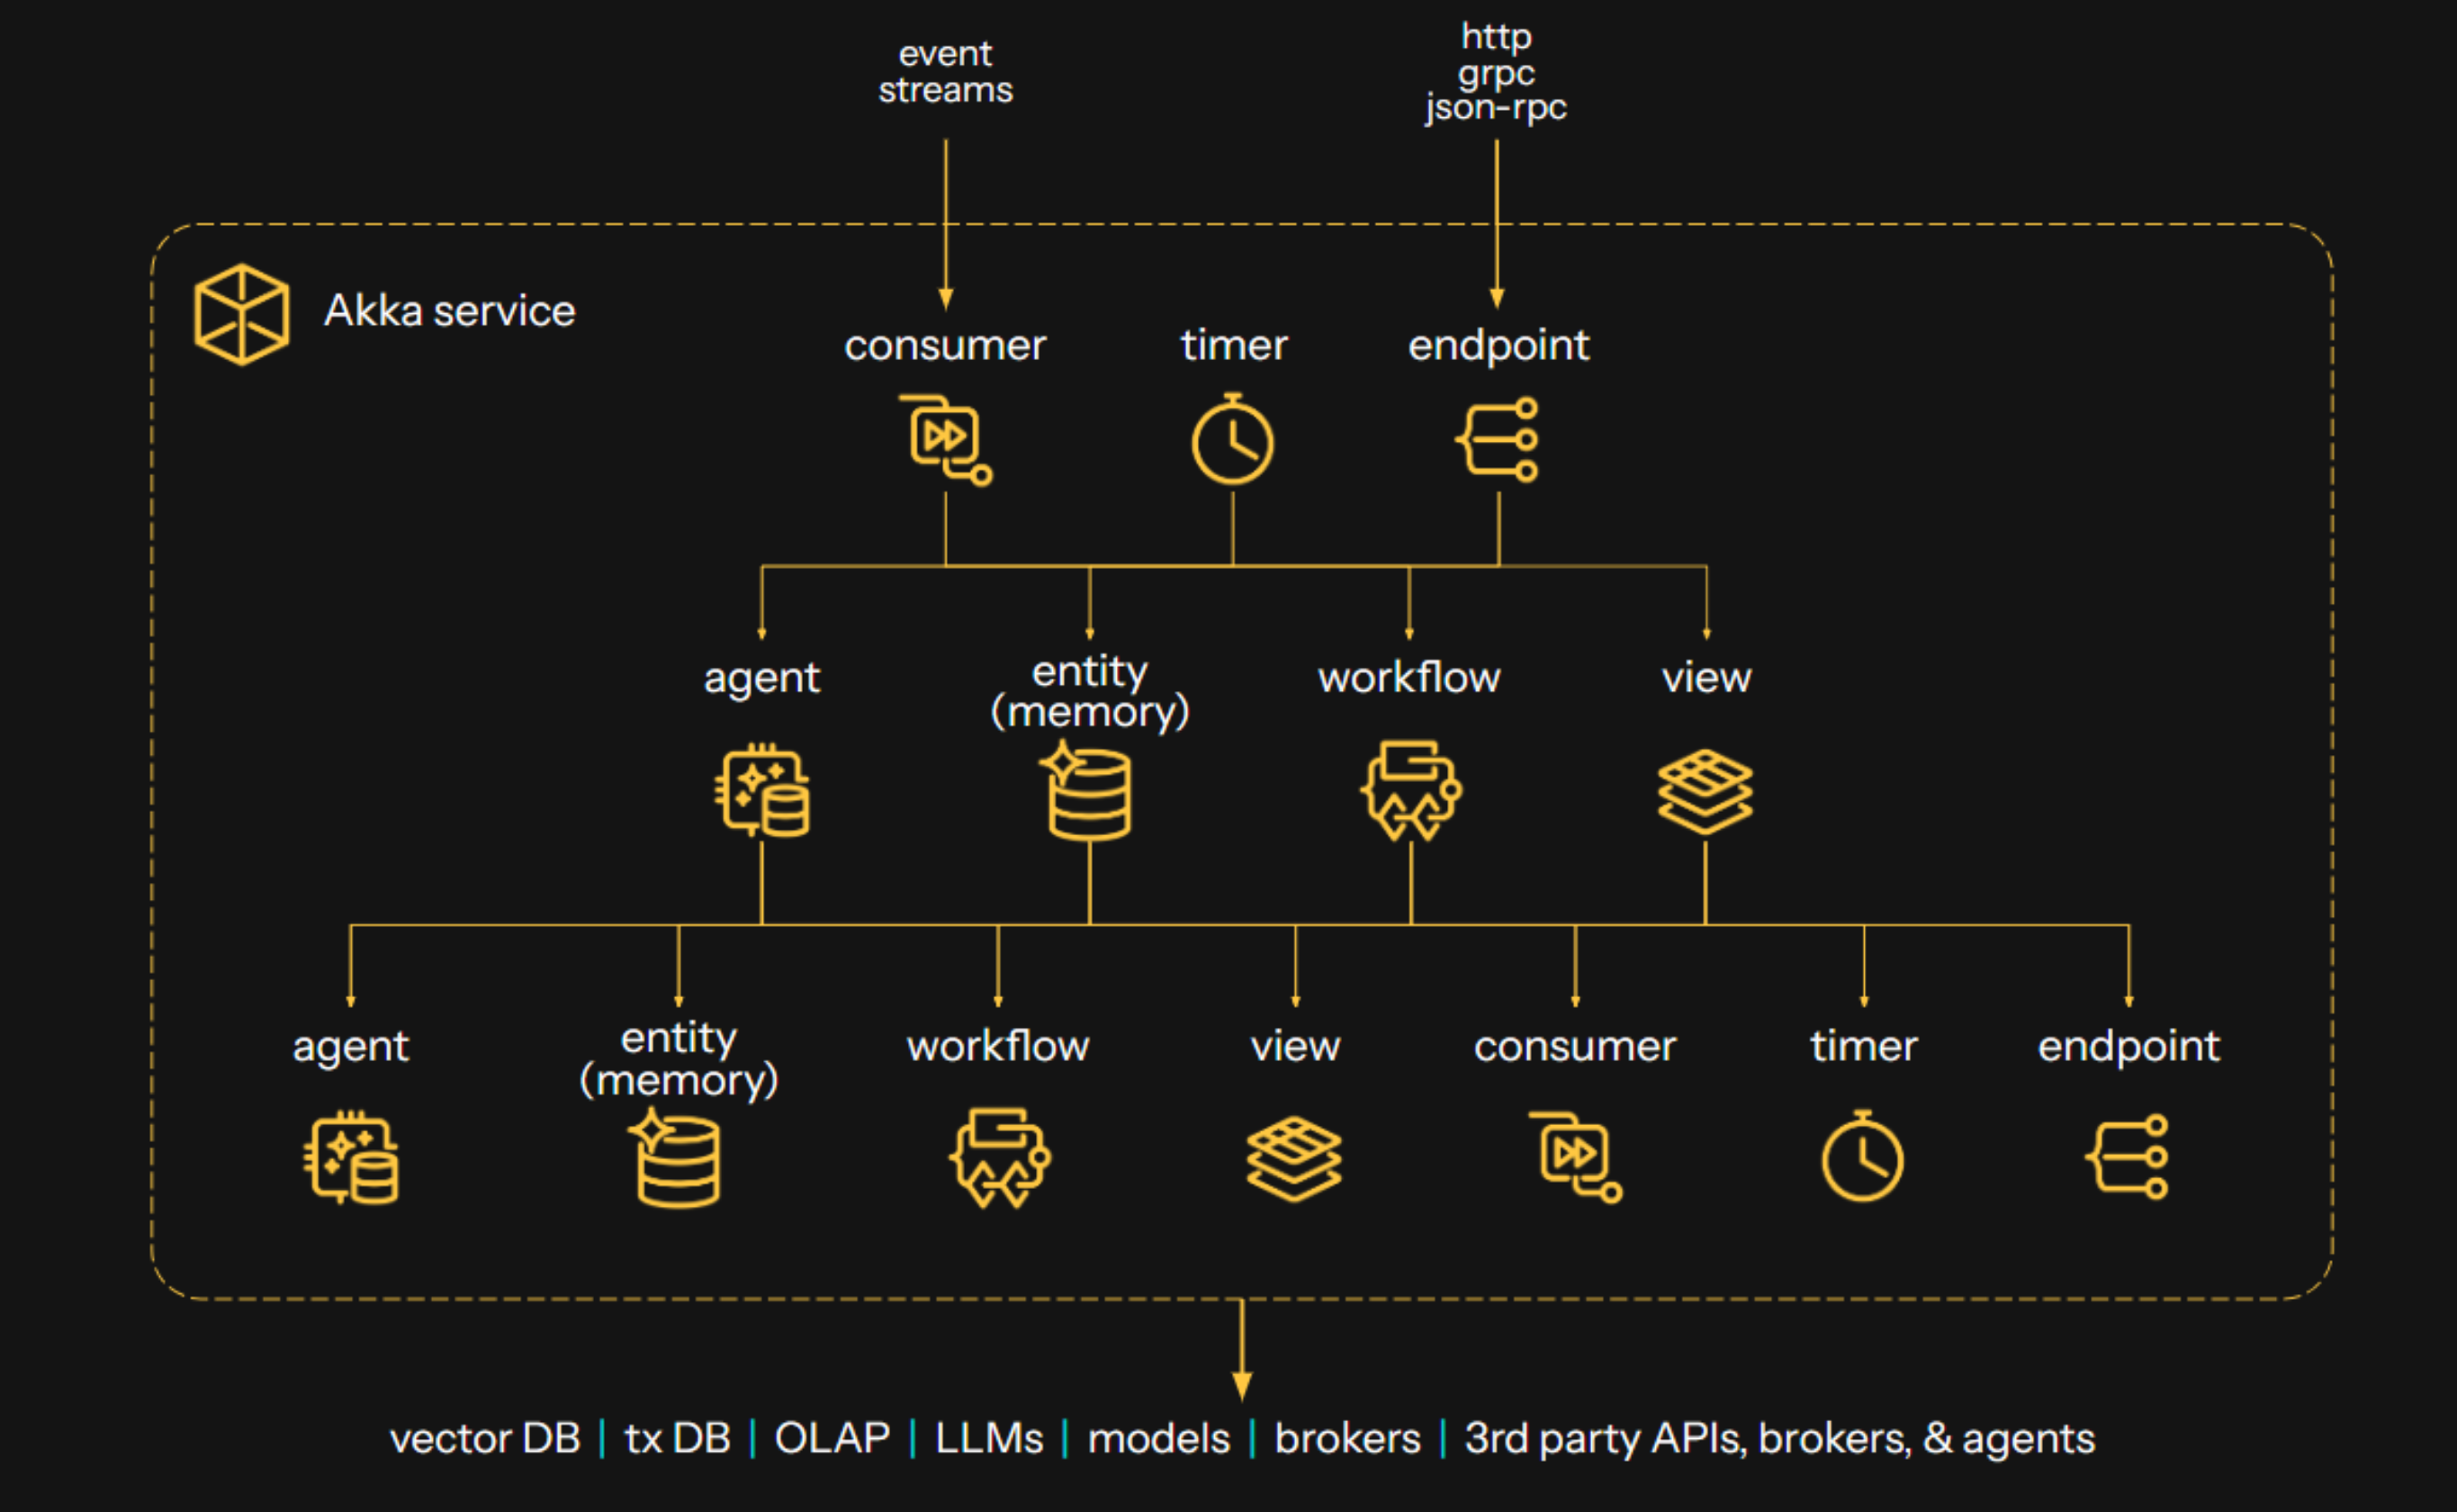 event
streams
http
grpc
json-rpc
Akka service
consumer
timer
endpoint
agent
entity
(memory)
workflow
view
agent
entity
(memory)
workflow
view
consumer
timer
endpoint
vector DB | tx DB | OLAP | LLMs | models | brokers | 3rd party APIs, brokers, & agents